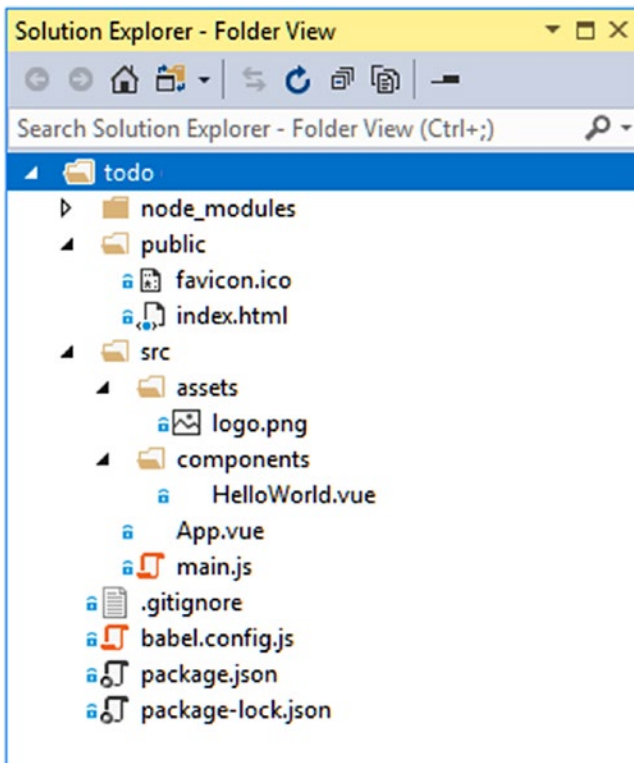 Solution Explorer - Folder View
Search Solution Explorer - Folder View (Ctrl+;)
todo
node_modules
public
favicon.ico
index.html
src
assets
logo.png
components
HelloWorld.vue
App.vue
main.js
.gitignore
babel.config.js
package.json
package-lock.json